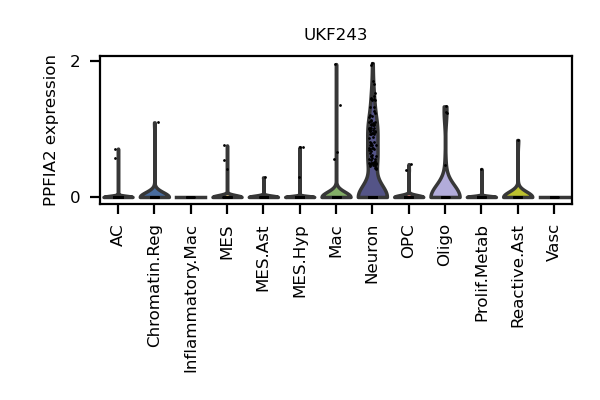 UKF243
PPFIA2 expression
2
0
AC
Chromatin.Reg
Inflammatory.Mac
MES
MES.Ast
MES.Hyp
Mac
Neuron
OPC
Oligo
Prolif.Metab
Reactive.Ast
Vasc